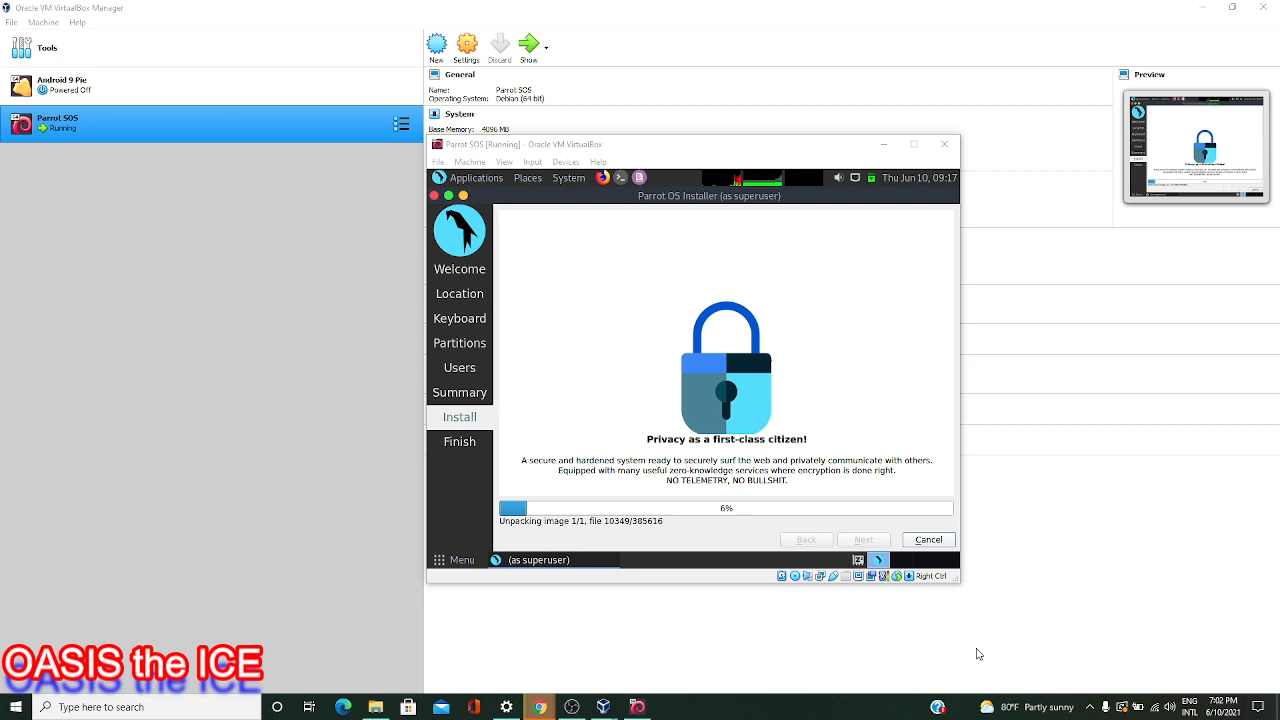 Oracle VM VirtualBox Manager
File Machine Help
Tools
New Settings Discard Show
Android 9 Pie
Powered Off
Parrot SOS
Running
General
Name: Parrot SOS
Operating System: Debian (64-bit)
System
Base Memory: 4096 MB
Preview
Parrot SOS [Running] - Oracle VM VirtualBox
File Machine View Input Devices Help
Applications Places System Thu Jun 10, 09:17
Parrot OS Installer (as superuser)
Welcome
Location
Keyboard
Partitions
Users
Summary
Install
Finish
Privacy as a first-class citizen!
A secure and hardened system ready to securely surf the web and privately communicate with others.
Equipped with many useful zero-knowledge services where encryption is done right.
NO TELEMETRY, NO BULLSHIT.
6%
Unpacking image 1/1, file 10349/385616
Back Next Cancel
Menu (as superuser)
Right Ctrl
OASIS the ICE
Type here to search
80°F Partly sunny
ENG
INTL
7:02 PM
6/10/2021